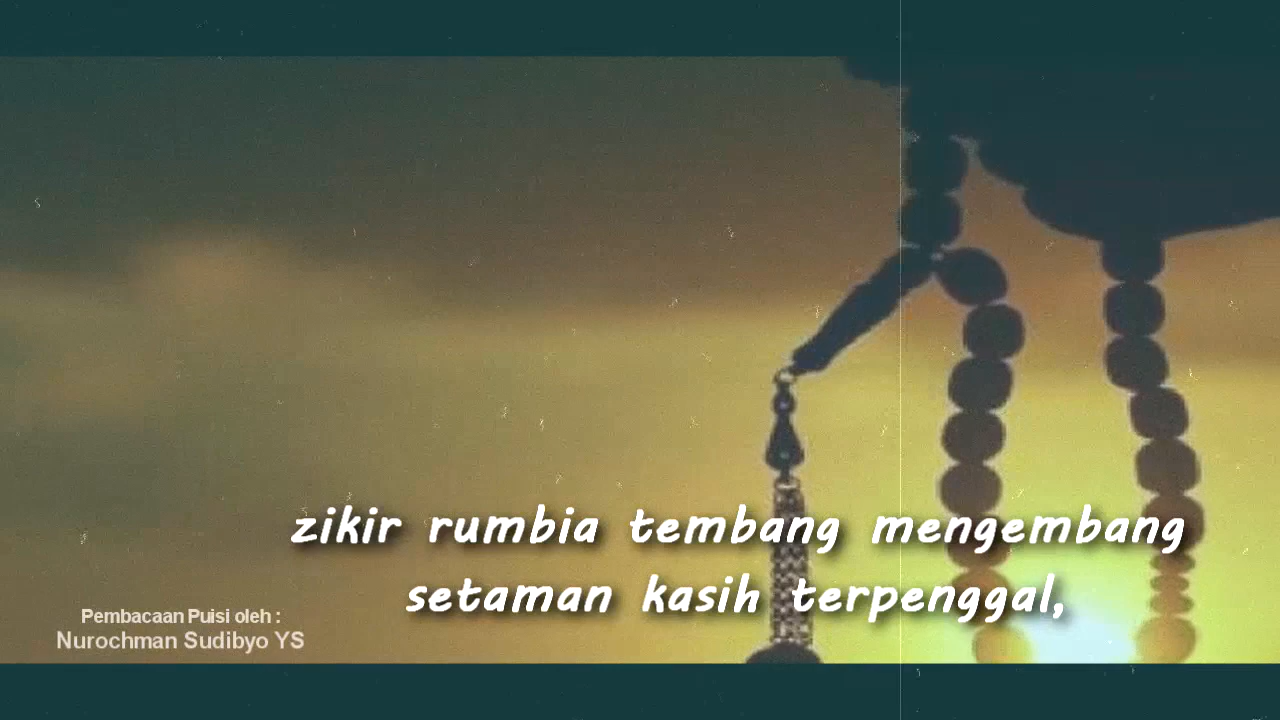 zikir rumbia tembang mengembang
setaman kasih terpenggal,
Pembacaan Puisi oleh :
Nurochman Sudibyo YS